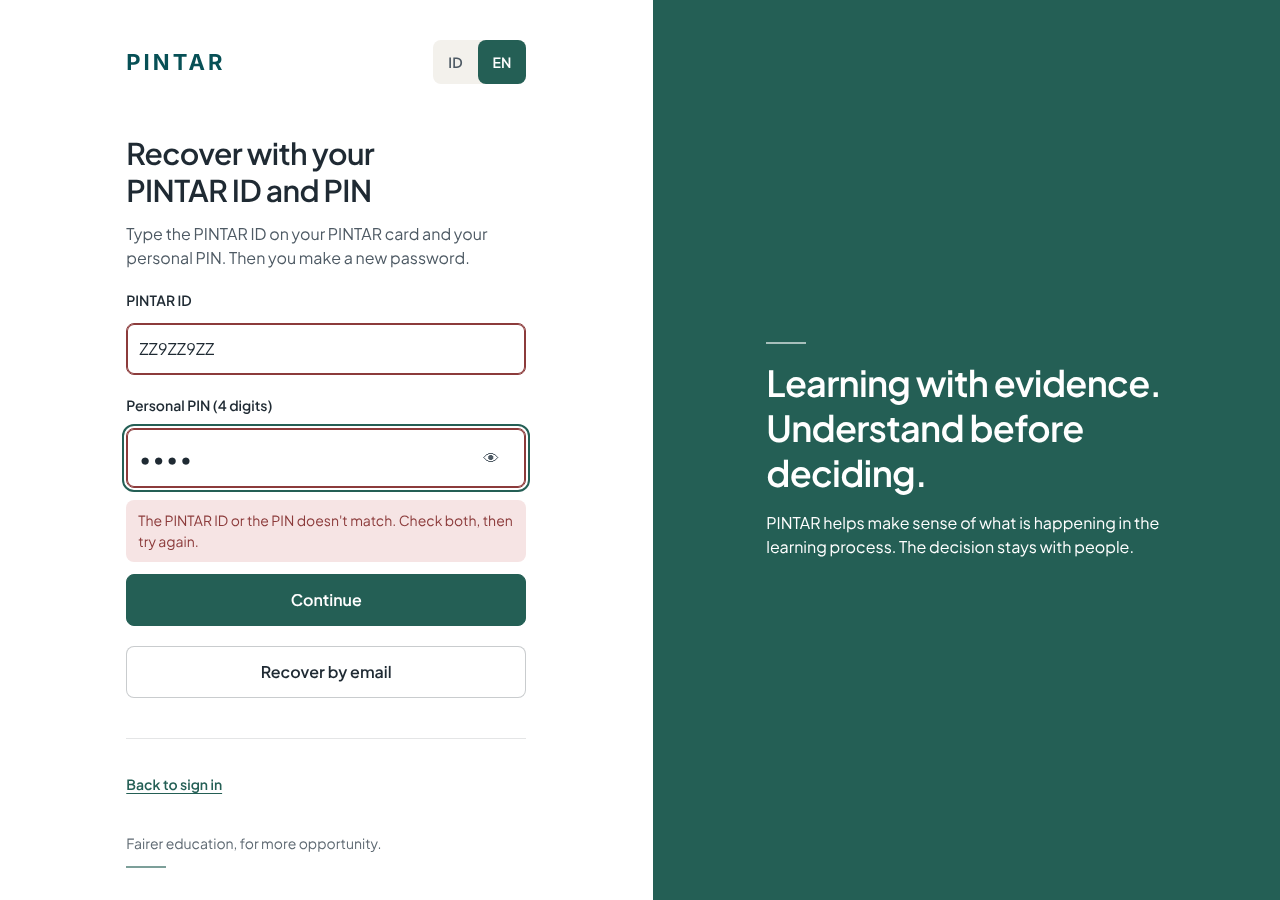 PINTAR
ID
EN
Recover with your
PINTAR ID and PIN
Type the PINTAR ID on your PINTAR card and your
personal PIN. Then you make a new password.
PINTAR ID
ZZ9ZZ9ZZ
Personal PIN (4 digits)
••••
The PINTAR ID or the PIN doesn't match. Check both, then
try again.
Continue
Recover by email
Back to sign in
Fairer education, for more opportunity.
Learning with evidence.
Understand before
deciding.
PINTAR helps make sense of what is happening in the
learning process. The decision stays with people.